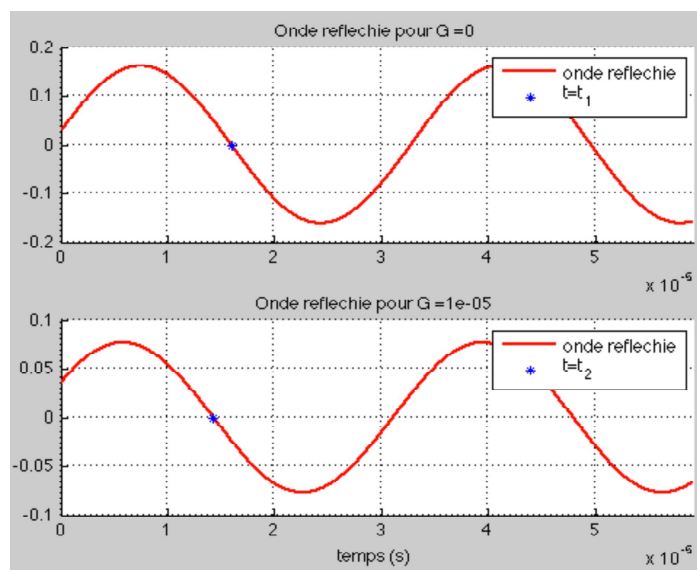 Onde reflechie pour G =0
0.2
0.1
0
-0.1
-0.2
onde reflechie
t=t1
0 1 2 3 4 5
x 10^-5
Onde reflechie pour G =1e-05
0.1
0.05
0
-0.05
-0.1
onde reflechie
t=t2
0 1 2 3 4 5
temps (s)
x 10^-5